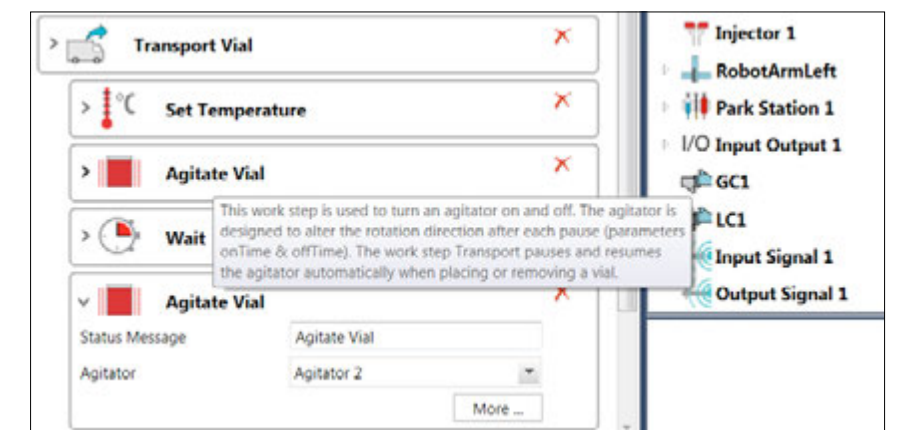 Transport Vial
°C Set Temperature
Agitate Vial
This work step is used to turn an agitator on and off. The agitator is
designed to alter the rotation direction after each pause (parameters
onTime & offTime). The work step Transport pauses and resumes
the agitator automatically when placing or removing a vial.
Wait
Agitate Vial
Status Message Agitate Vial
Agitator Agitator 2
More ...
Injector 1
RobotArmLeft
Park Station 1
I/O Input Output 1
GC1
LC1
Input Signal 1
Output Signal 1